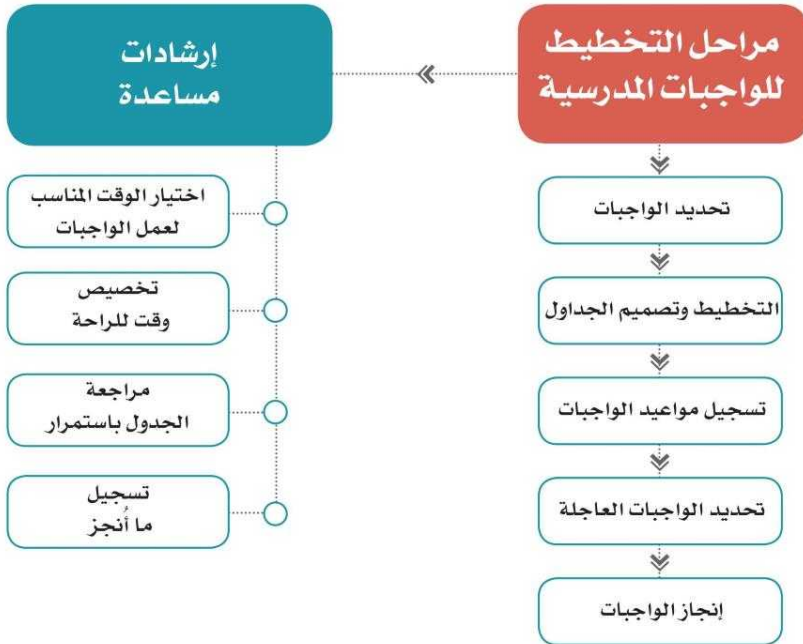 مراحل التخطيط
للواجبات المدرسية
تحديد الواجبات
التخطيط وتصميم الجداول
تسجيل مواعيد الواجبات
تحديد الواجبات العاجلة
إنجاز الواجبات
إرشادات
مساعدة
اختيار الوقت المناسب
لعمل الواجبات
تخصيص
وقت للراحة
مراجعة
الجدول باستمرار
تسجيل
ما أُنجز